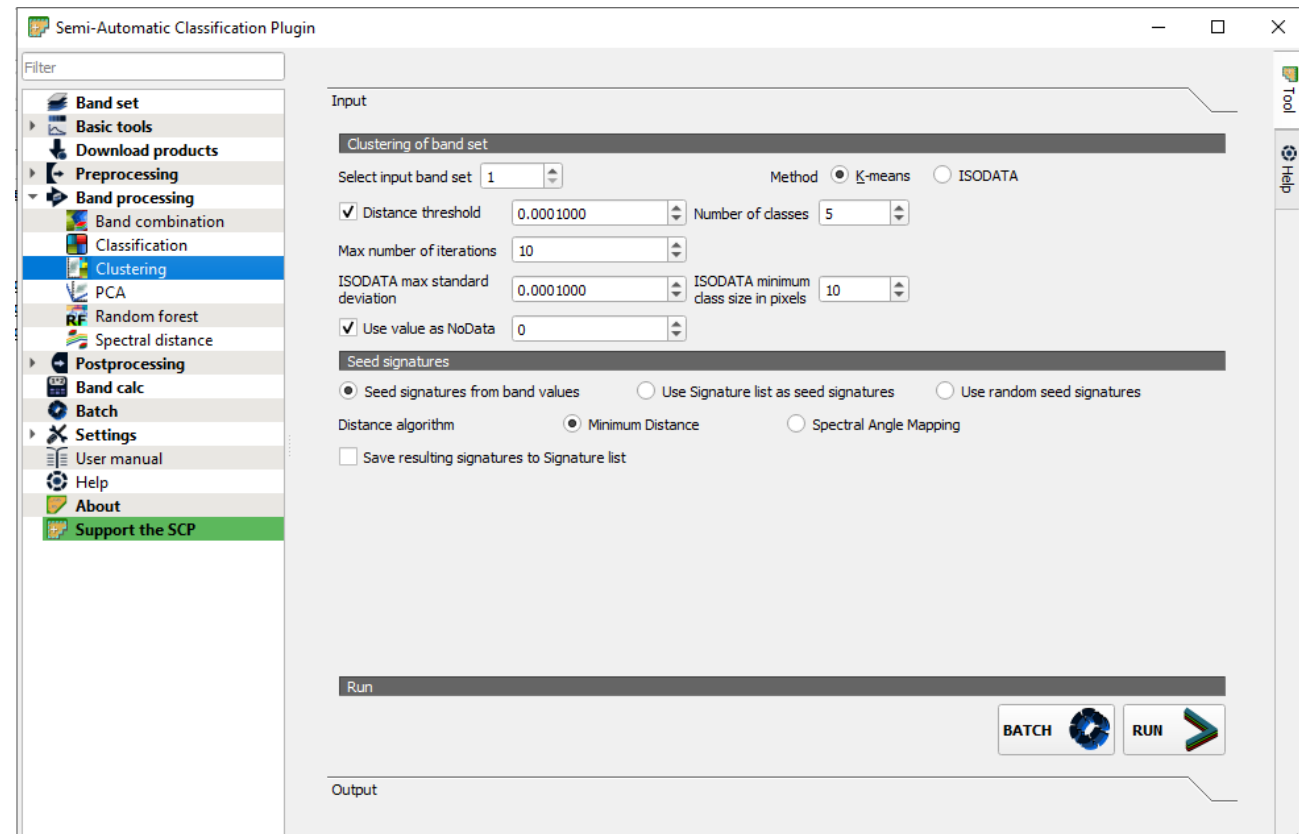 Semi-Automatic Classification Plugin
Filter
Band set
Basic tools
Download products
Preprocessing
Band processing
Band combination
Classification
Clustering
PCA
RF Random forest
Spectral distance
Postprocessing
Band calc
Batch
Settings
User manual
Help
About
Support the SCP
Input
Clustering of band set
Select input band set 1 Method K-means ISODATA
Distance threshold 0.0001000 Number of classes 5
Max number of iterations 10
ISODATA max standard deviation 0.0001000 ISODATA minimum class size in pixels 10
Use value as NoData 0
Seed signatures
Seed signatures from band values Use Signature list as seed signatures Use random seed signatures
Distance algorithm Minimum Distance Spectral Angle Mapping
Save resulting signatures to Signature list
Run
BATCH RUN
Output
Tool
Help